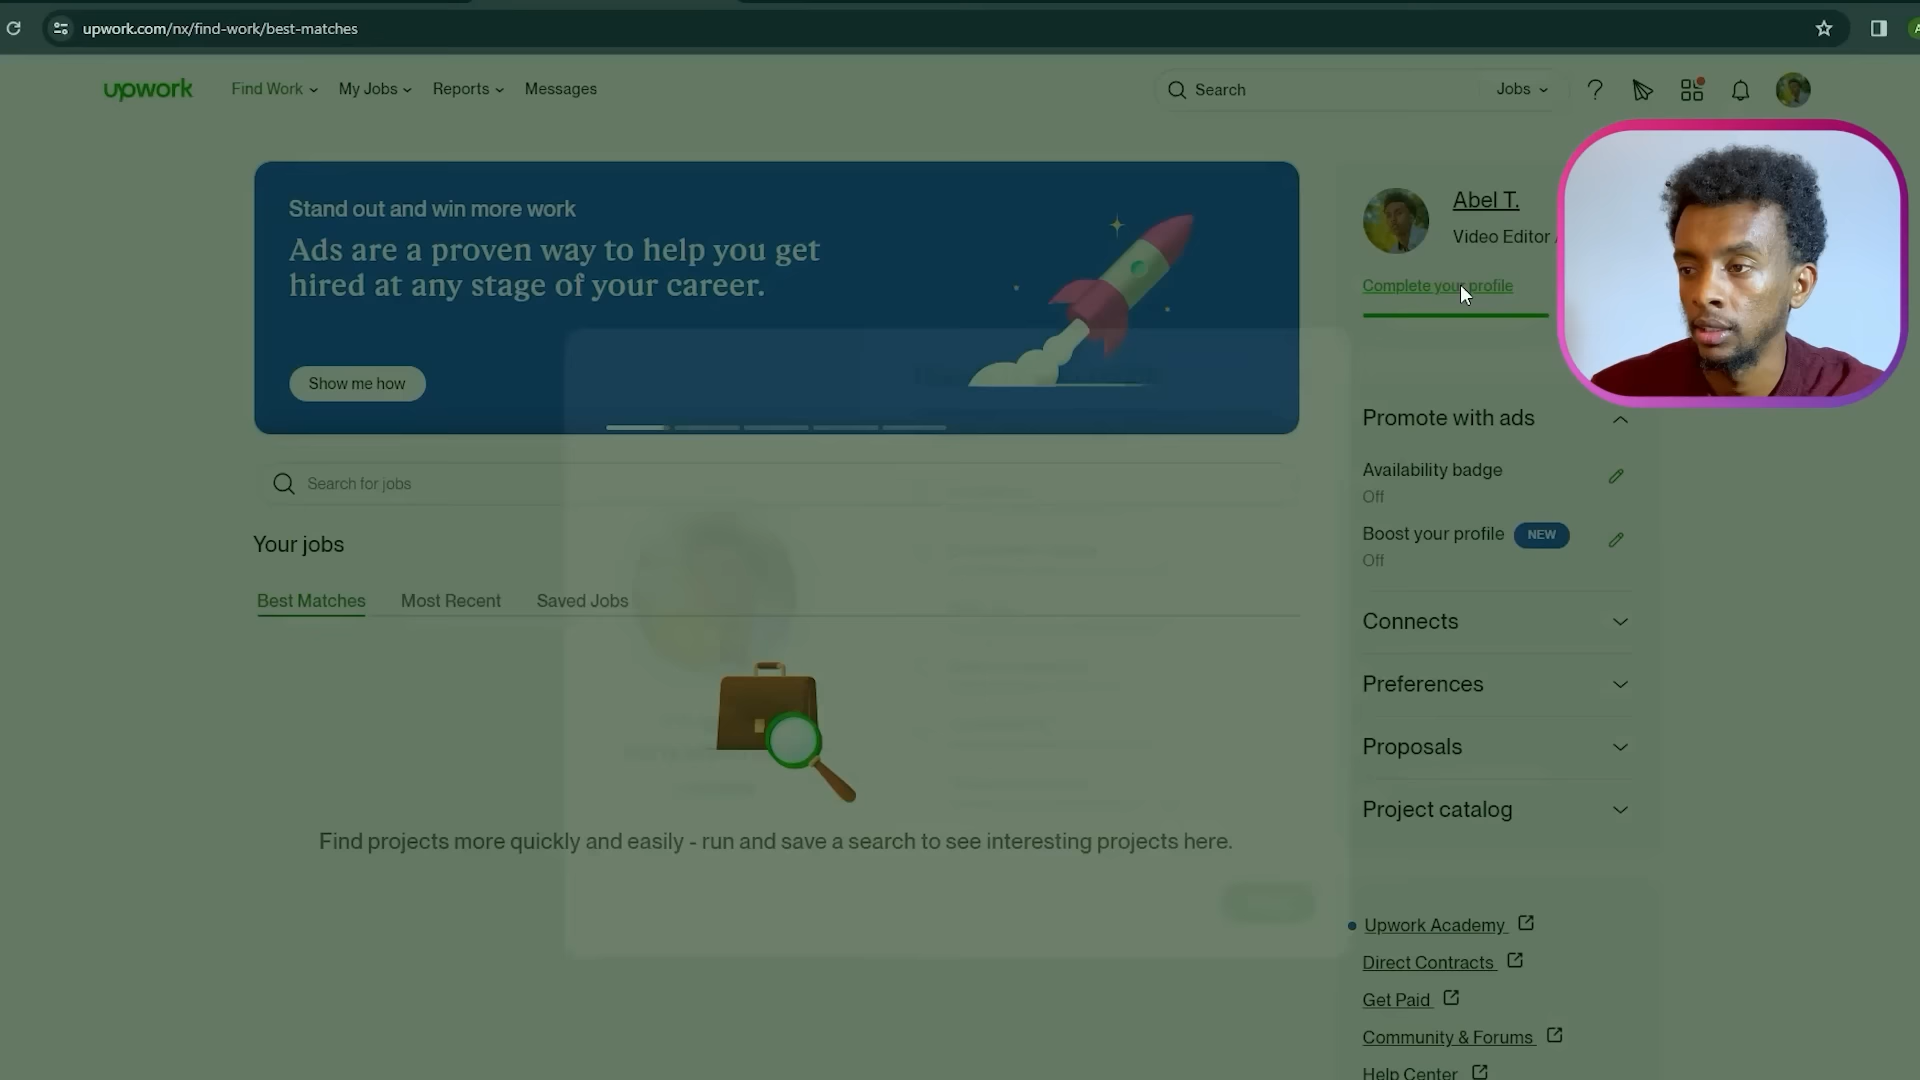 upwork.com/nx/find-work/best-matches
upwork
Find Work
My Jobs
Reports
Messages
Search
Jobs
Stand out and win more work
Ads are a proven way to help you get
hired at any stage of your career.
Show me how
Search for jobs
Your jobs
Best Matches
Most Recent
Saved Jobs
Find projects more quickly and easily - run and save a search to see interesting projects here.
Abel T.
Video Editor
Complete your profile
Promote with ads
Availability badge
Off
Boost your profile
NEW
Off
Connects
Preferences
Proposals
Project catalog
Upwork Academy
Direct Contracts
Get Paid
Community & Forums
Help Center